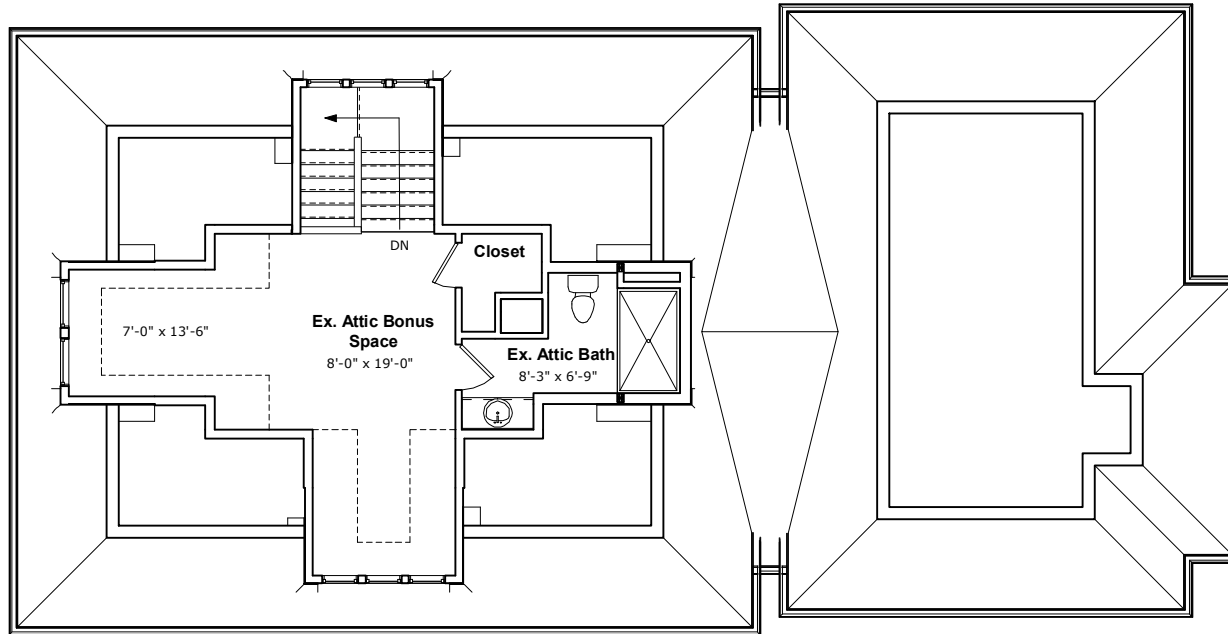 DN
Closet
7'-0" x 13'-6"
Ex. Attic Bonus
Space
8'-0" x 19'-0"
Ex. Attic Bath
8'-3" x 6'-9"